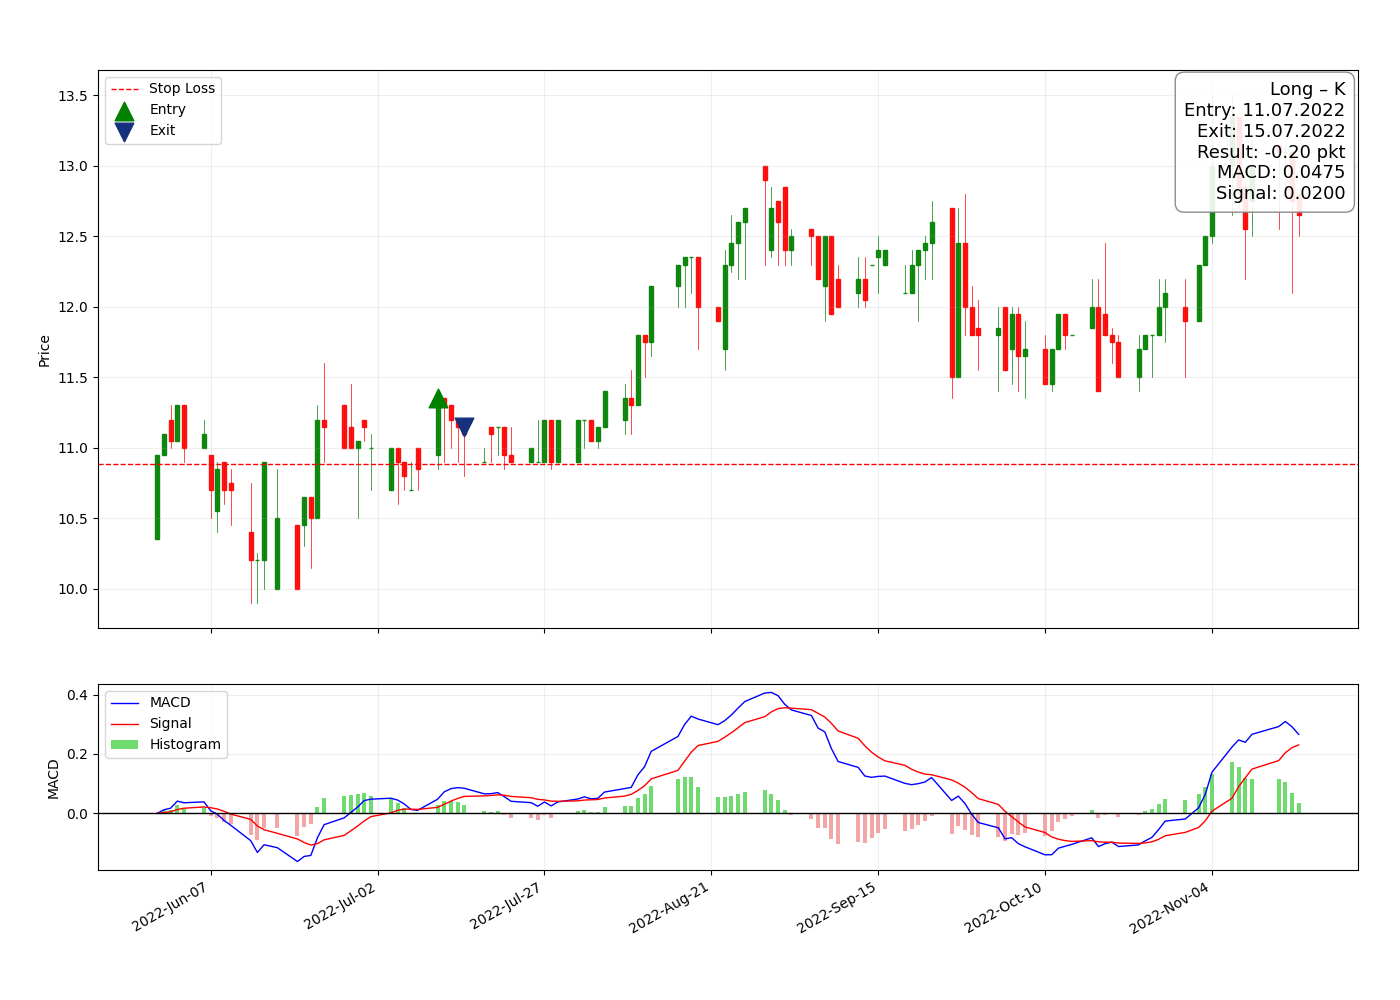 Stop Loss
Entry
Exit
Long – K
Entry: 11.07.2022
Exit: 15.07.2022
Result: -0.20 pkt
MACD: 0.0475
Signal: 0.0200
13.5
13.0
12.5
12.0
11.5
11.0
10.5
10.0
Price
MACD
Signal
Histogram
0.4
0.2
0.0
MACD
2022-Jun-07
2022-Jul-02
2022-Jul-27
2022-Aug-21
2022-Sep-15
2022-Oct-10
2022-Nov-04